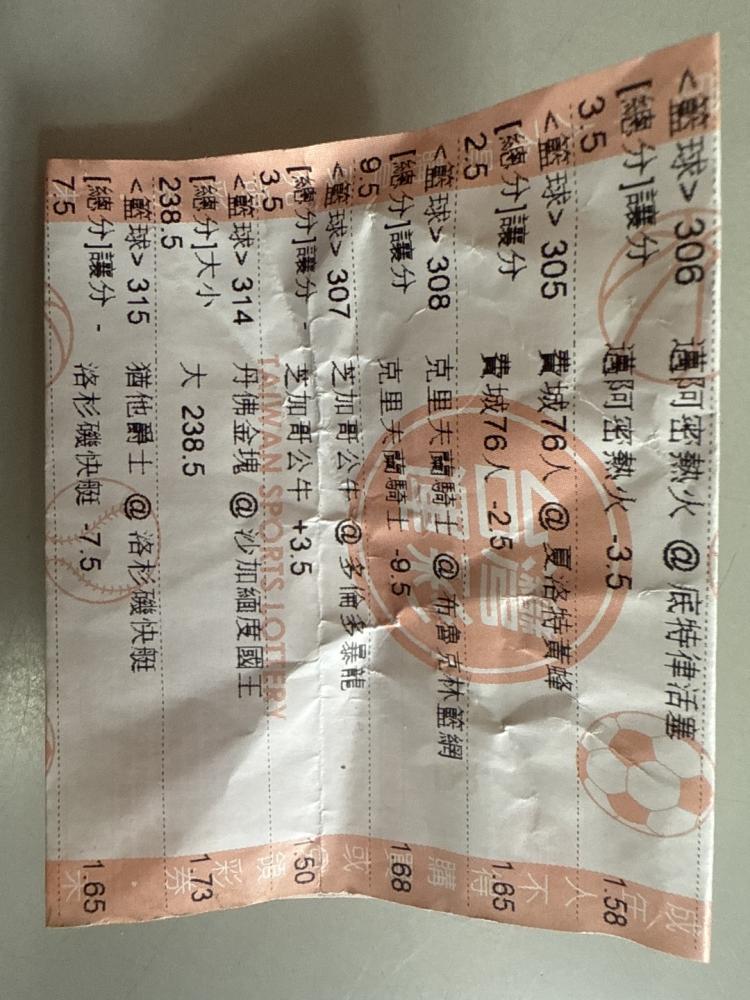 <籃球> 306 邁阿密熱火 @ 底特律活塞
[總分]讓分 邁阿密熱火 -3.5 1.58
3.5
<籃球> 305 費城76人 @ 夏洛特黃蜂
[總分]讓分 費城76人 -2.5 1.65
2.5
<籃球> 308 克里夫蘭騎士 @ 布魯克林籃網
[總分]讓分 克里夫蘭騎士 -9.5 1.68
9.5
<籃球> 307 芝加哥公牛 @ 多倫多暴龍
[總分]讓分 - 芝加哥公牛 +3.5 1.50
3.5
<籃球> 314 丹佛金塊 @ 沙加緬度國王
[總分]大小 大 238.5 1.73
238.5
<籃球> 315 猶他爵士 @ 洛杉磯快艇
[總分]讓分 - 洛杉磯快艇 -7.5 1.65
7.5
台灣
運彩
TAIWAN SPORTS LOTTERY